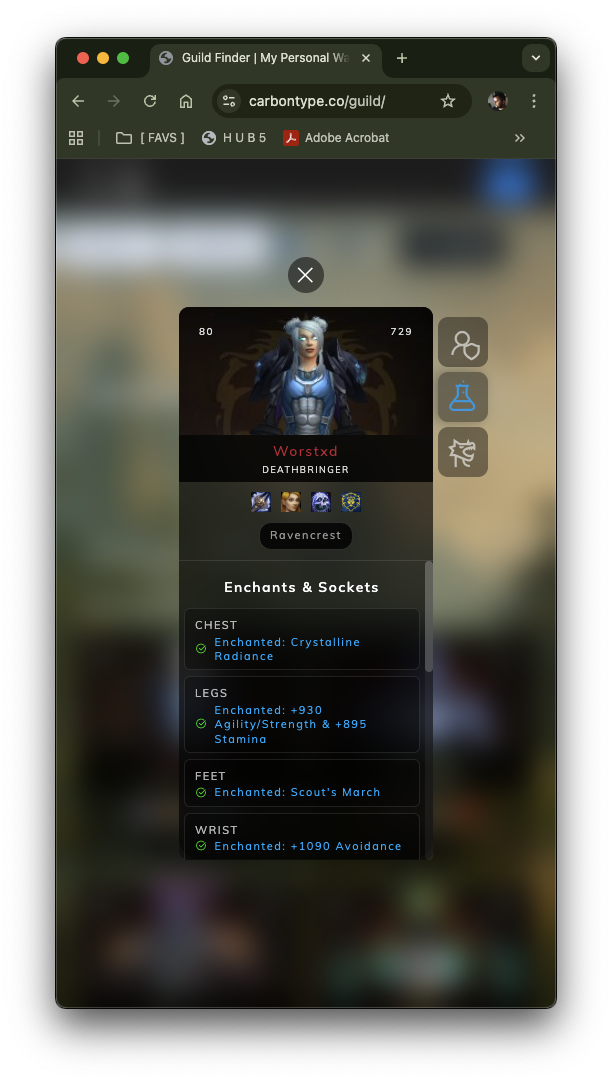 Guild Finder | My Personal Wa
carbontype.co/guild/
[ FAVS ] H U B 5 Adobe Acrobat
80 729
Worstxd
DEATHBRINGER
Ravencrest
Enchants & Sockets
CHEST
Enchanted: Crystalline
Radiance
LEGS
Enchanted: +930
Agility/Strength & +895
Stamina
FEET
Enchanted: Scout's March
WRIST
Enchanted: +1090 Avoidance